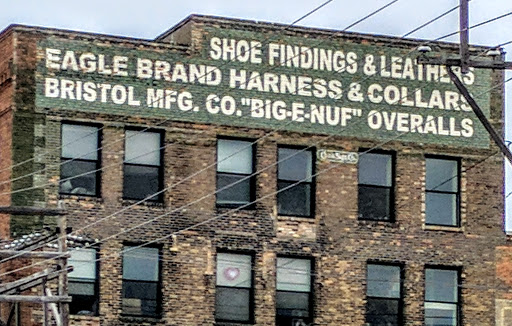 SHOE FINDINGS & LEATHERS
EAGLE BRAND HARNESS & COLLARS
BRISTOL MFG. CO. "BIG-E-NUF" OVERALLS